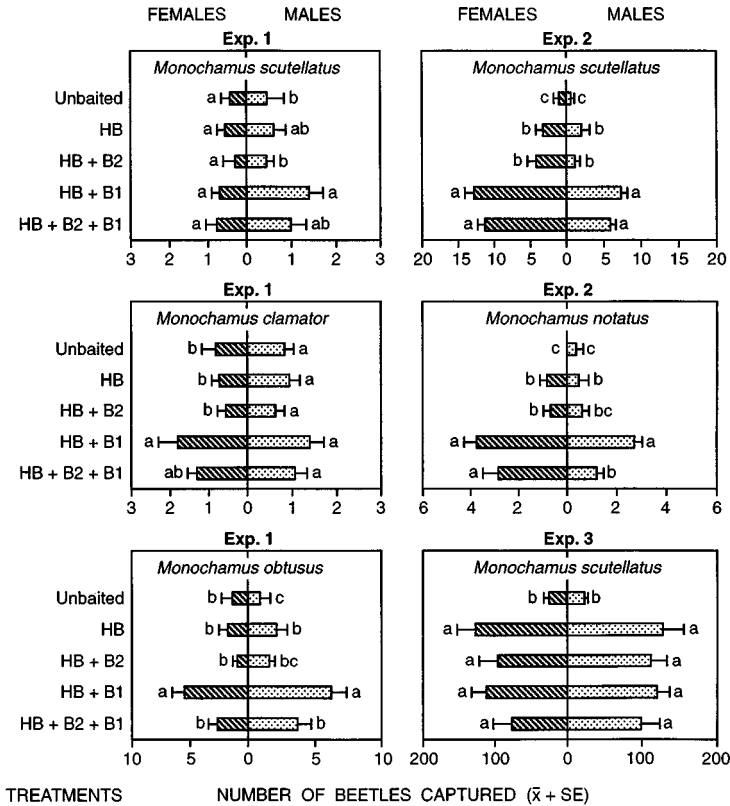 FEMALES MALES FEMALES MALES
Exp. 1 Exp. 2
Monochamus scutellatus Monochamus scutellatus
Unbaited a b c c
HB a ab b b
HB + B2 a b b b
HB + B1 a a a a
HB + B2 + B1 a ab a a
3 2 1 0 1 2 3 20 15 10 5 0 5 10 15 20
Exp. 1 Exp. 2
Monochamus clamator Monochamus notatus
Unbaited b a c c
HB b a b b
HB + B2 b a b bc
HB + B1 a a a a
HB + B2 + B1 ab a a b
3 2 1 0 1 2 3 6 4 2 0 2 4 6
Exp. 1 Exp. 3
Monochamus obtusus Monochamus scutellatus
Unbaited b c b b
HB b b a a
HB + B2 b bc a a
HB + B1 a a a a
HB + B2 + B1 b b a a
10 5 0 5 10 200 100 0 100 200
TREATMENTS NUMBER OF BEETLES CAPTURED (x̄ + SE)